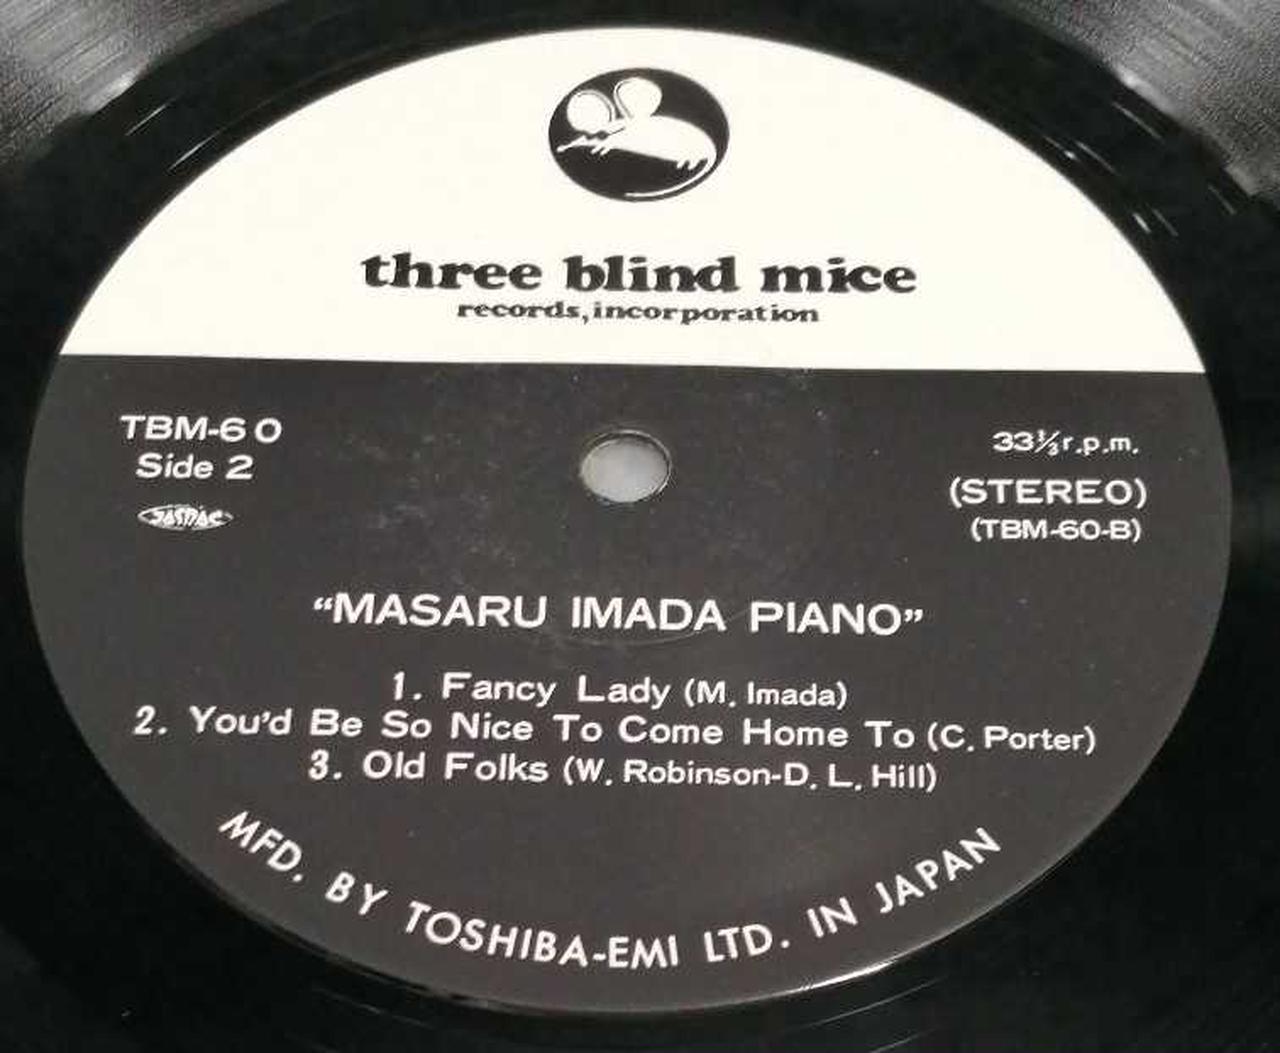 three blind mice
records, incorporation
TBM-60
Side 2
JASRAC
33⅓ r.p.m.
(STEREO)
(TBM-60-B)
“MASARU IMADA PIANO”
1. Fancy Lady (M. Imada)
2. You'd Be So Nice To Come Home To (C. Porter)
3. Old Folks (W. Robinson-D. L. Hill)
MFD. BY TOSHIBA-EMI LTD. IN JAPAN